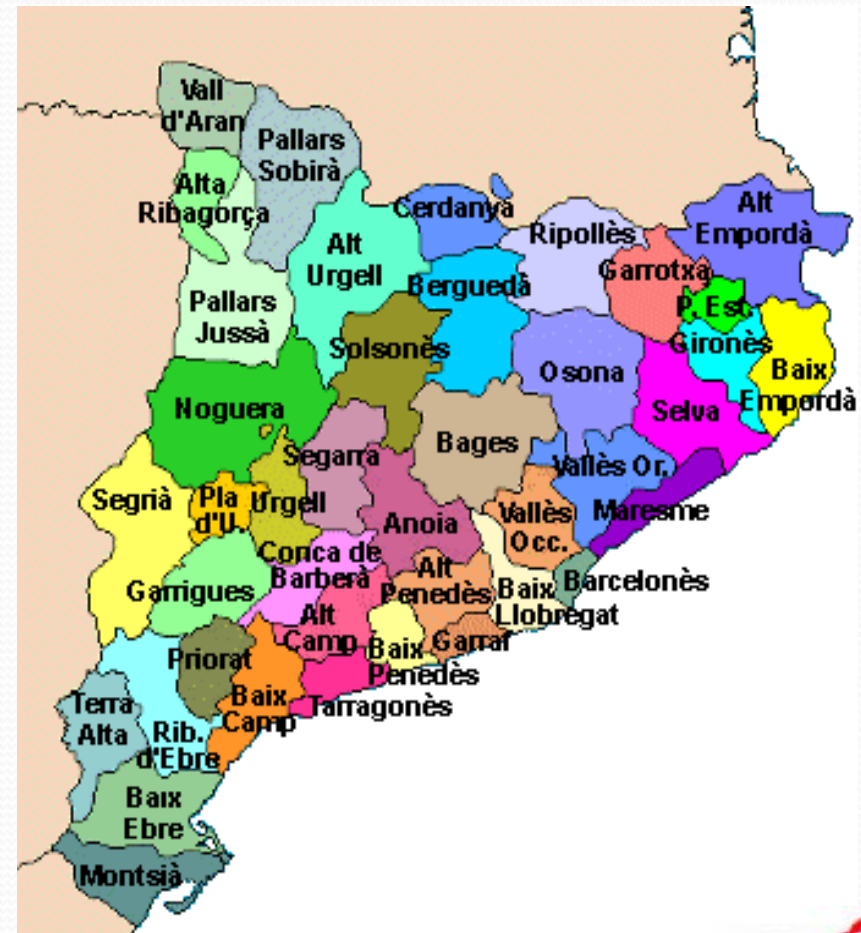 Vall
d'Aran
Pallars
Sobirà
Alta
Ribagorça
Cerdanya
Alt
Empordà
Ripollès
Alt
Urgell
Garrotxa
Berguedà
P. Est.
Pallars
Jussà
Gironès
Solsonès
Baix
Empordà
Osona
Noguera
Selva
Bages
Segarra
Vallès Or.
Segrià
Pla
d'U.
Urgell
Anoia
Vallès
Occ.
Maresme
Conca de
Barberà
Alt
Penedès
Baix
Llobregat
Barcelonès
Garrigues
Alt
Camp
Baix
Penedès
Garraf
Priorat
Baix
Camp
Tarragonès
Terra
Alta
Rib.
d'Ebre
Baix
Ebre
Montsià